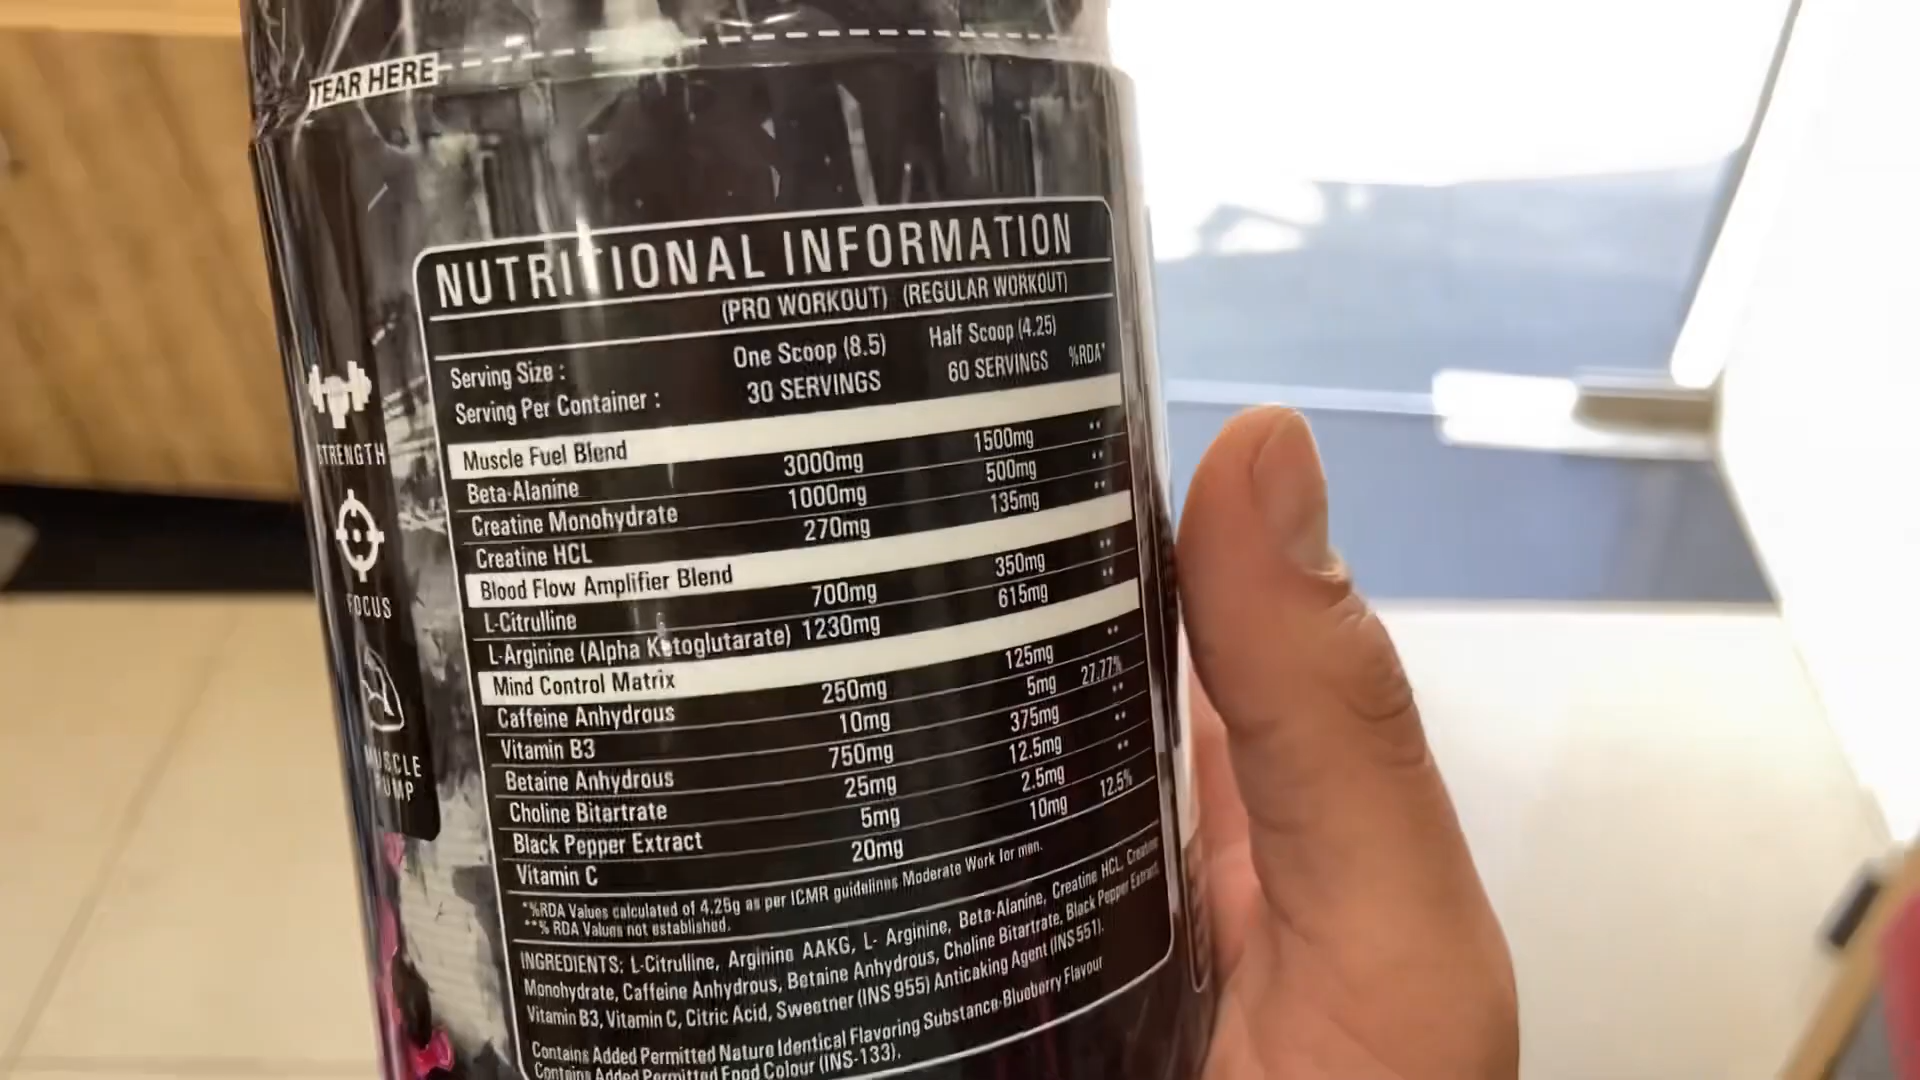 TEAR HERE
NUTRITIONAL INFORMATION
(PRO WORKOUT) (REGULAR WORKOUT)
Serving Size : One Scoop (8.5) Half Scoop (4.25)
Serving Per Container : 30 SERVINGS 60 SERVINGS %RDA*
Muscle Fuel Blend
Beta-Alanine 3000mg 1500mg **
Creatine Monohydrate 1000mg 500mg **
Creatine HCL 270mg 135mg **
Blood Flow Amplifier Blend
L-Citrulline 700mg 350mg **
L-Arginine (Alpha Ketoglutarate) 1230mg 615mg **
Mind Control Matrix
Caffeine Anhydrous 250mg 125mg **
Vitamin B3 10mg 5mg 27.77%
Betaine Anhydrous 750mg 375mg **
Choline Bitartrate 25mg 12.5mg **
Black Pepper Extract 5mg 2.5mg **
Vitamin C 20mg 10mg 12.5%
*%RDA Values calculated of 4.25g as per ICMR guidelines Moderate Work for men.
**% RDA Values not established.
INGREDIENTS: L-Citrulline, Arginine AAKG, L- Arginine, Beta-Alanine, Creatine HCL, Creatine
Monohydrate, Caffeine Anhydrous, Betaine Anhydrous, Choline Bitartrate, Black Pepper Extract,
Vitamin B3, Vitamin C, Citric Acid, Sweetner (INS 955) Anticaking Agent (INS 551).
Contains Added Permitted Nature Identical Flavoring Substance-Blueberry Flavour
Contains Added Permitted Food Colour (INS-133).
STRENGTH
FOCUS
MUSCLE
PUMP